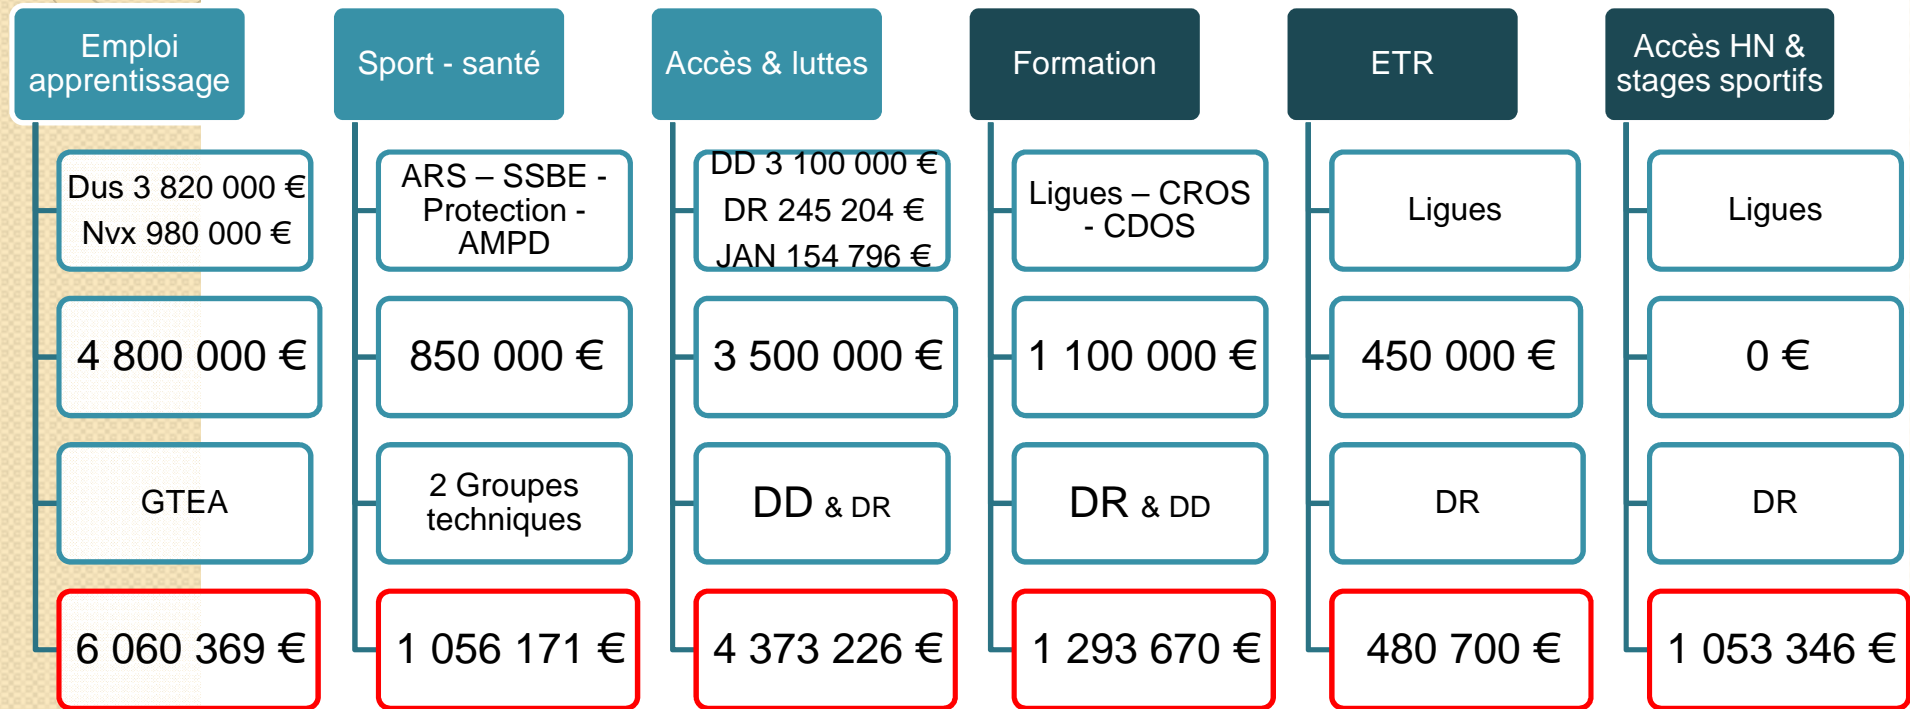 Emploi
apprentissage
Dus 3 820 000 €
Nvx 980 000 €
4 800 000 €
GTEA
6 060 369 €
Sport - santé
ARS – SSBE -
Protection -
AMPD
850 000 €
2 Groupes
techniques
1 056 171 €
Accès & luttes
DD 3 100 000 €
DR 245 204 €
JAN 154 796 €
3 500 000 €
DD & DR
4 373 226 €
Formation
Ligues – CROS
- CDOS
1 100 000 €
DR & DD
1 293 670 €
ETR
Ligues
450 000 €
DR
480 700 €
Accès HN &
stages sportifs
Ligues
0 €
DR
1 053 346 €